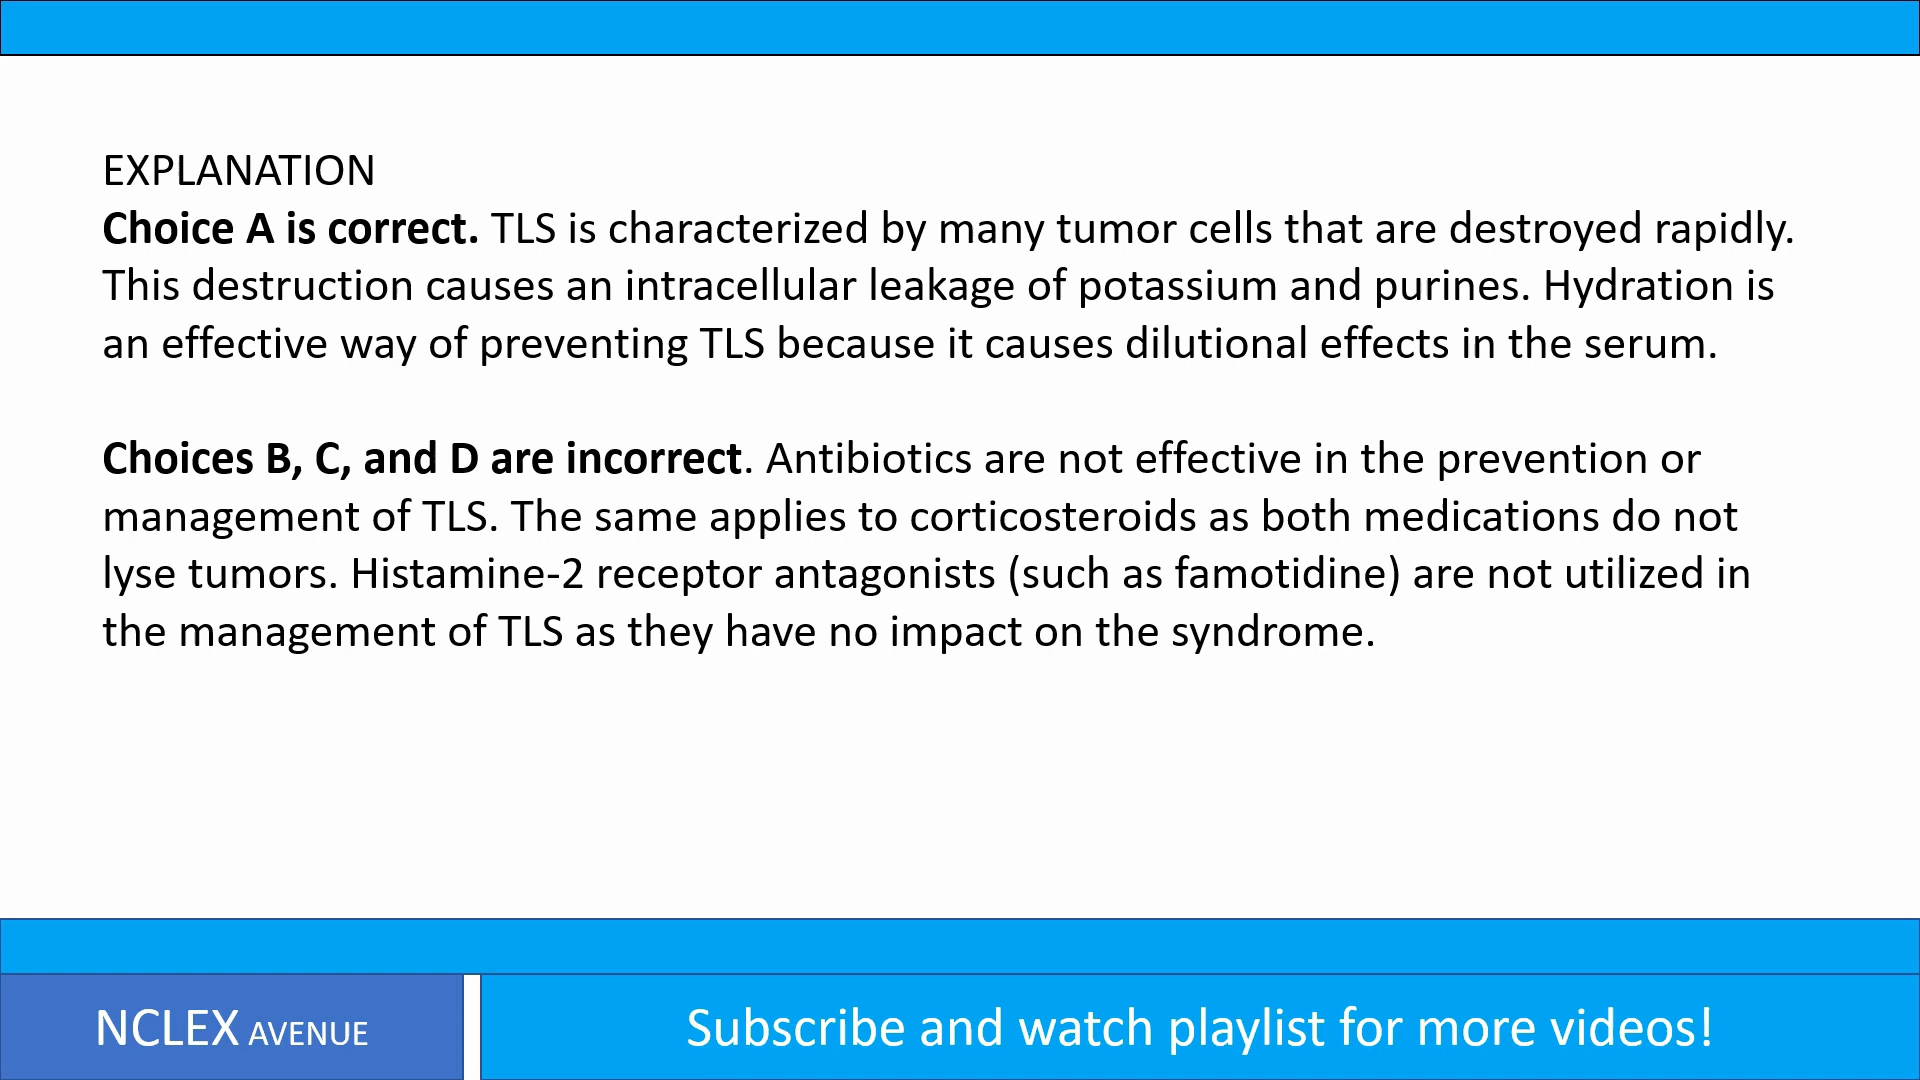 EXPLANATION
Choice A is correct. TLS is characterized by many tumor cells that are destroyed rapidly.
This destruction causes an intracellular leakage of potassium and purines. Hydration is
an effective way of preventing TLS because it causes dilutional effects in the serum.
Choices B, C, and D are incorrect. Antibiotics are not effective in the prevention or
management of TLS. The same applies to corticosteroids as both medications do not
lyse tumors. Histamine-2 receptor antagonists (such as famotidine) are not utilized in
the management of TLS as they have no impact on the syndrome.
NCLEX AVENUE
Subscribe and watch playlist for more videos!